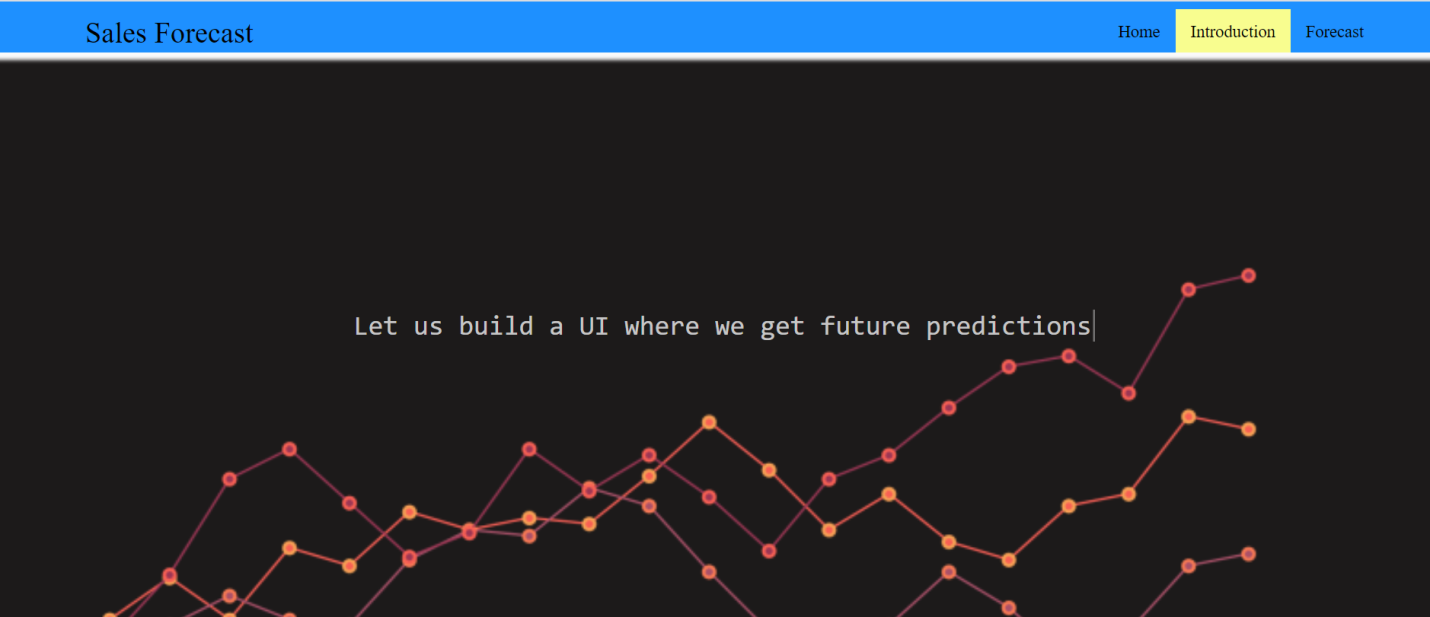 Sales Forecast
Home Introduction Forecast
Let us build a UI where we get future predictions